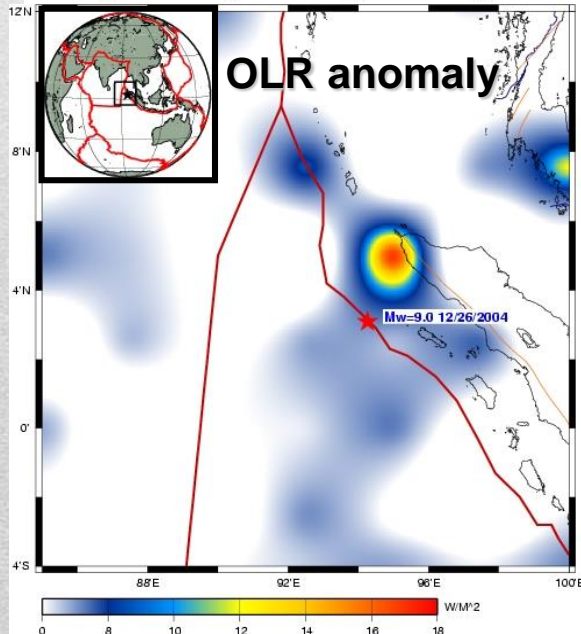 OLR anomaly
12'N
8'N
4'N
Mw=9.0 12/26/2004
0'
4'S
88'E
92'E
96'E
100'E
W/M^2
0
8
10
12
14
16
18